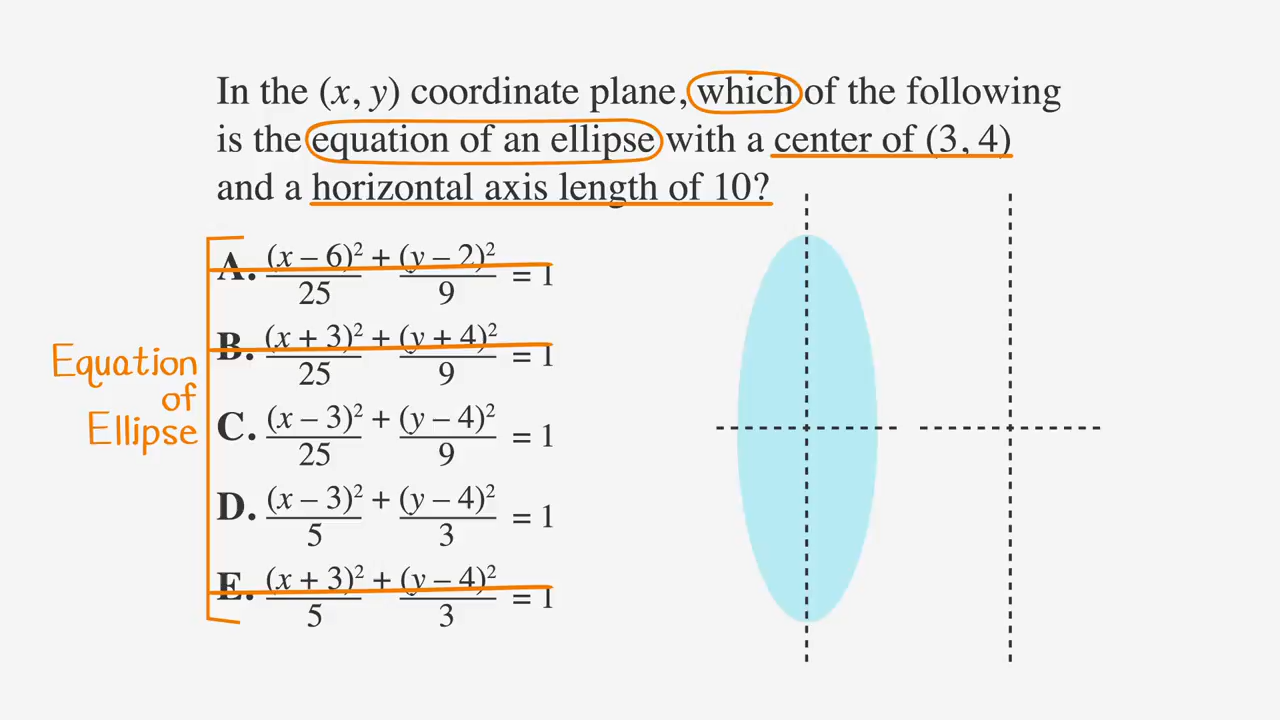 In the (x, y) coordinate plane, which of the following
is the equation of an ellipse with a center of (3, 4)
and a horizontal axis length of 10?
A. (x – 6)²/25 + (y – 2)²/9 = 1
B. (x + 3)²/25 + (y + 4)²/9 = 1
C. (x – 3)²/25 + (y – 4)²/9 = 1
D. (x – 3)²/5 + (y – 4)²/3 = 1
E. (x + 3)²/5 + (y – 4)²/3 = 1
Equation
of
Ellipse